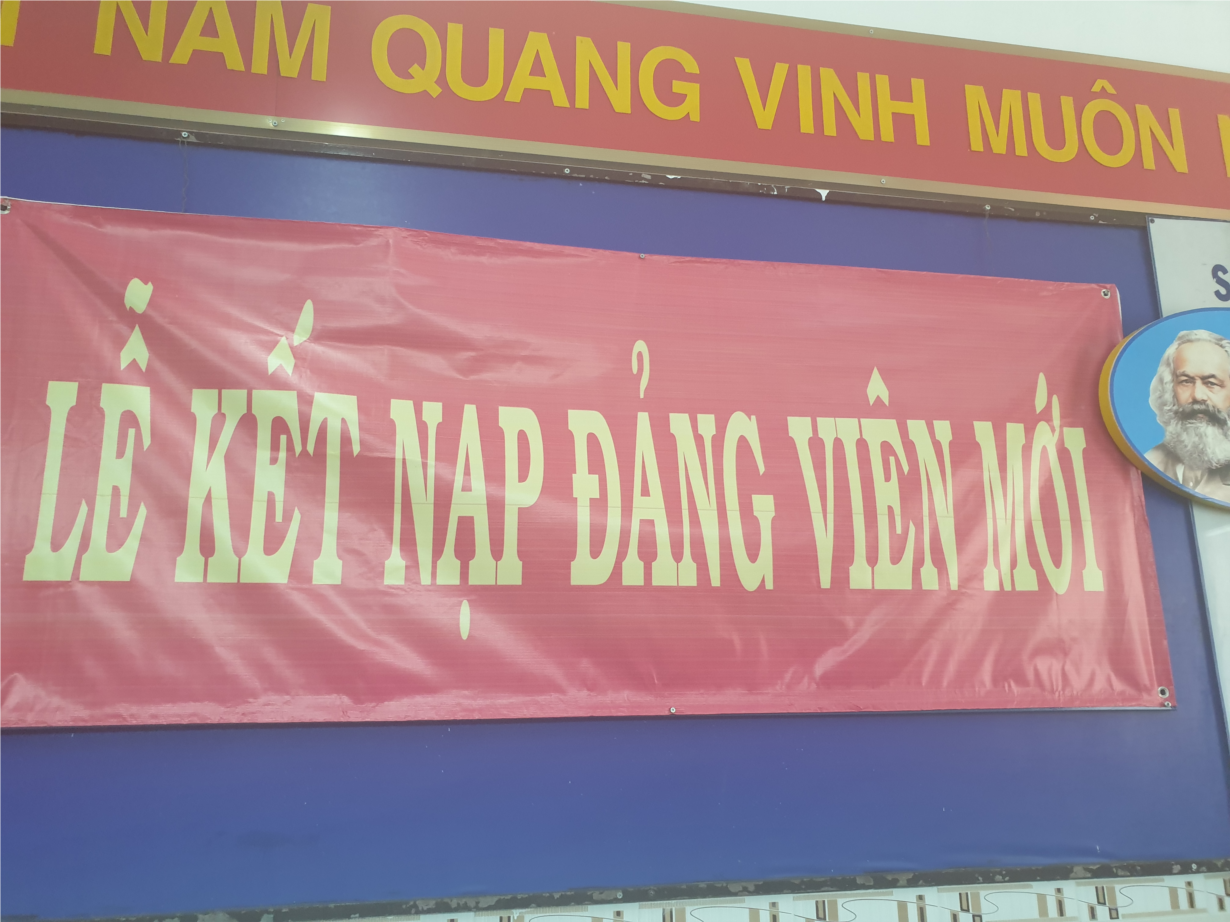 NAM QUANG VINH MUÔN
LỄ KẾT NẠP ĐẢNG VIÊN MỚI